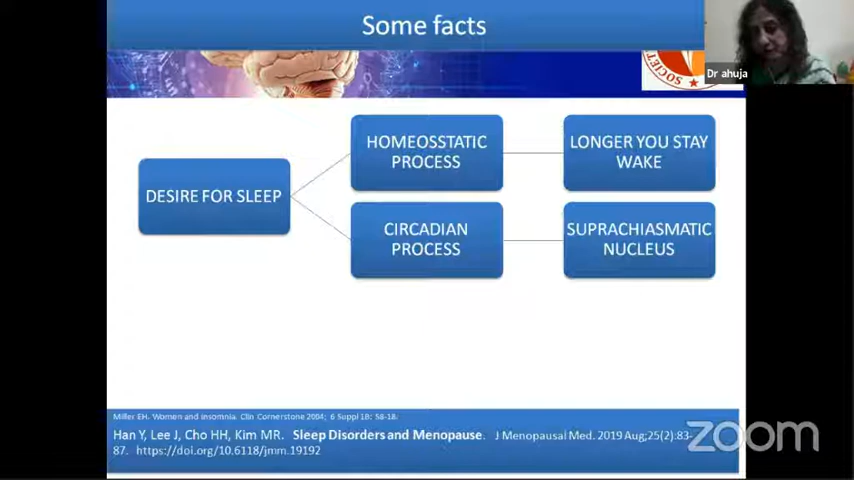 Some facts
SOCIET
Dr ahuja
DESIRE FOR SLEEP
HOMEOSSTATIC
PROCESS
LONGER YOU STAY
WAKE
CIRCADIAN
PROCESS
SUPRACHIASMATIC
NUCLEUS
Miller EH. Women and insomnia. Clin Cornerstone 2004; 6 Suppl 1B: S8-18.
Han Y, Lee J, Cho HH, Kim MR. Sleep Disorders and Menopause. J Menopausal Med. 2019 Aug;25(2):83-
87. https://doi.org/10.6118/jmm.19192
zoom